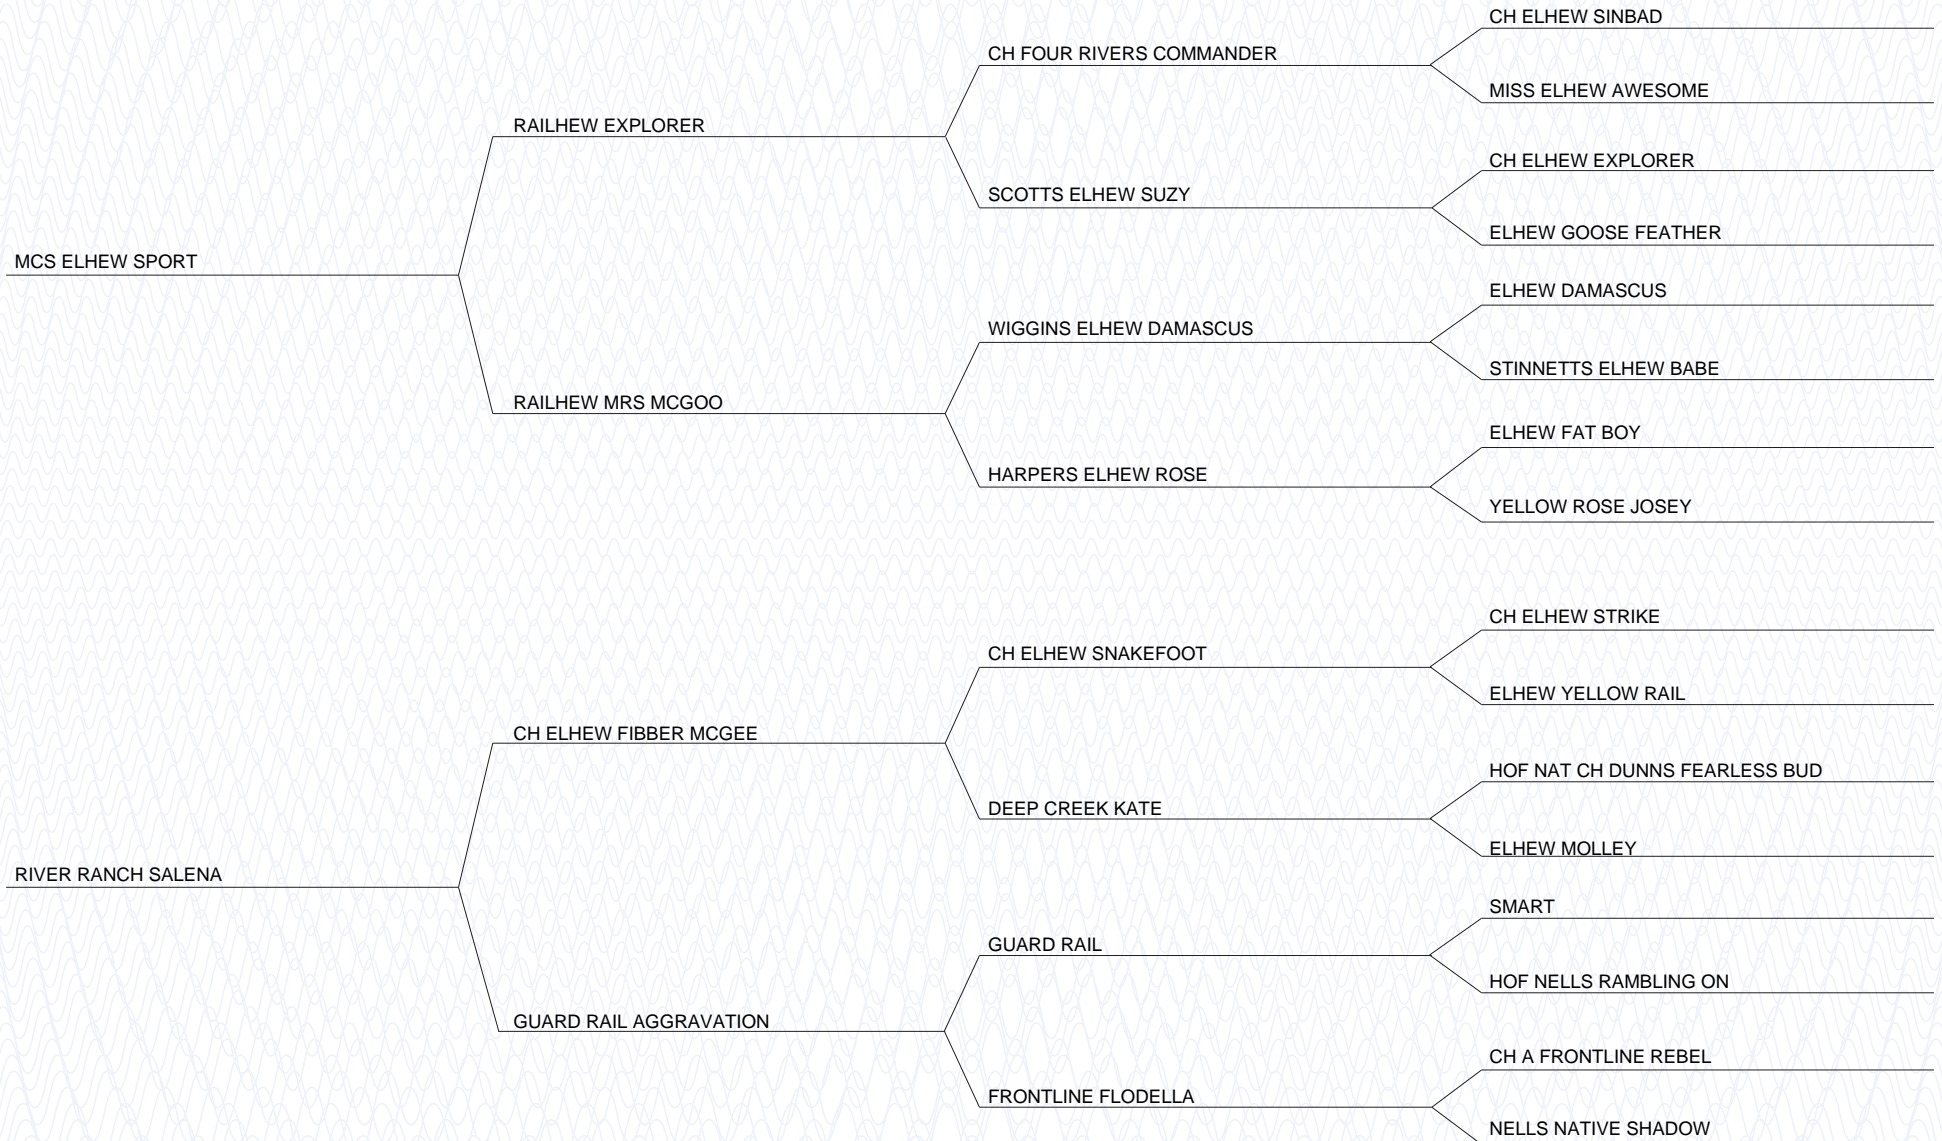 CH ELHEW SINBAD
CH FOUR RIVERS COMMANDER
MISS ELHEW AWESOME
RAILHEW EXPLORER
CH ELHEW EXPLORER
SCOTTS ELHEW SUZY
ELHEW GOOSE FEATHER
MCS ELHEW SPORT
ELHEW DAMASCUS
WIGGINS ELHEW DAMASCUS
STINNETTS ELHEW BABE
RAILHEW MRS MCGOO
ELHEW FAT BOY
HARPERS ELHEW ROSE
YELLOW ROSE JOSEY
CH ELHEW STRIKE
CH ELHEW SNAKEFOOT
ELHEW YELLOW RAIL
CH ELHEW FIBBER MCGEE
HOF NAT CH DUNNS FEARLESS BUD
DEEP CREEK KATE
ELHEW MOLLEY
RIVER RANCH SALENA
SMART
GUARD RAIL
HOF NELLS RAMBLING ON
GUARD RAIL AGGRAVATION
CH A FRONTLINE REBEL
FRONTLINE FLODELLA
NELLS NATIVE SHADOW